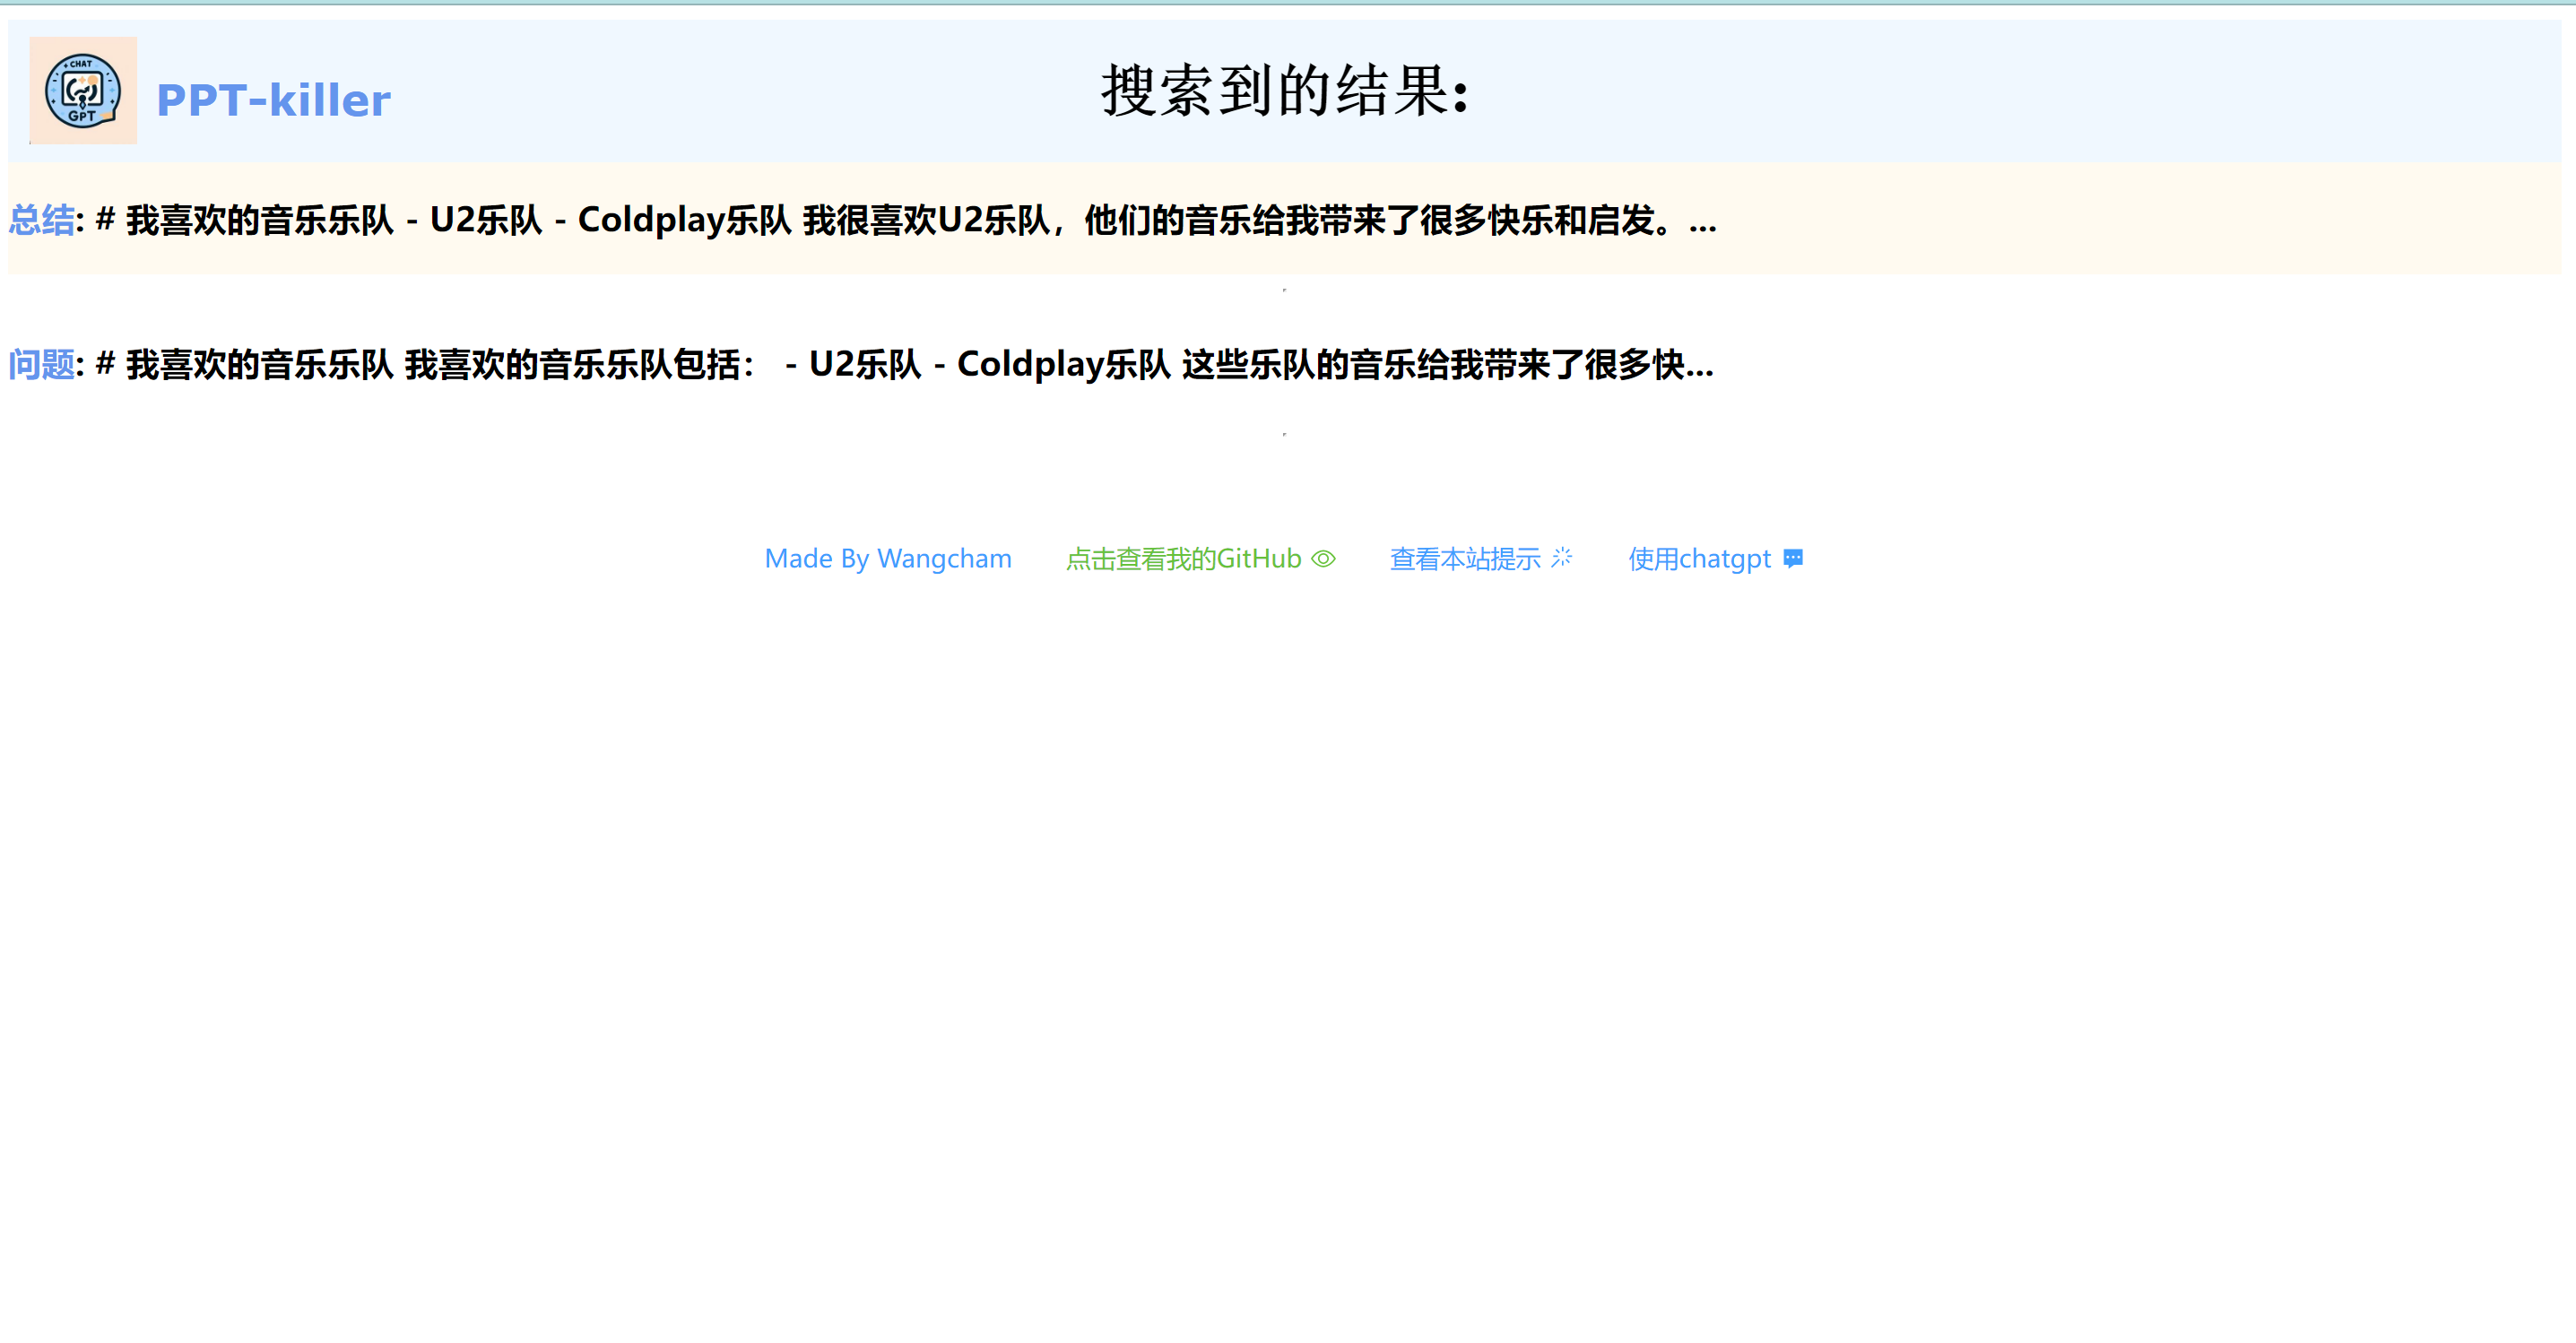 CHAT
GPT
PPT-killer
搜索到的结果:
总结: # 我喜欢的音乐乐队 - U2乐队 - Coldplay乐队 我很喜欢U2乐队，他们的音乐给我带来了很多快乐和启发。...
问题: # 我喜欢的音乐乐队 我喜欢的音乐乐队包括： - U2乐队 - Coldplay乐队 这些乐队的音乐给我带来了很多快...
Made By Wangcham 点击查看我的GitHub 查看本站提示 使用chatgpt